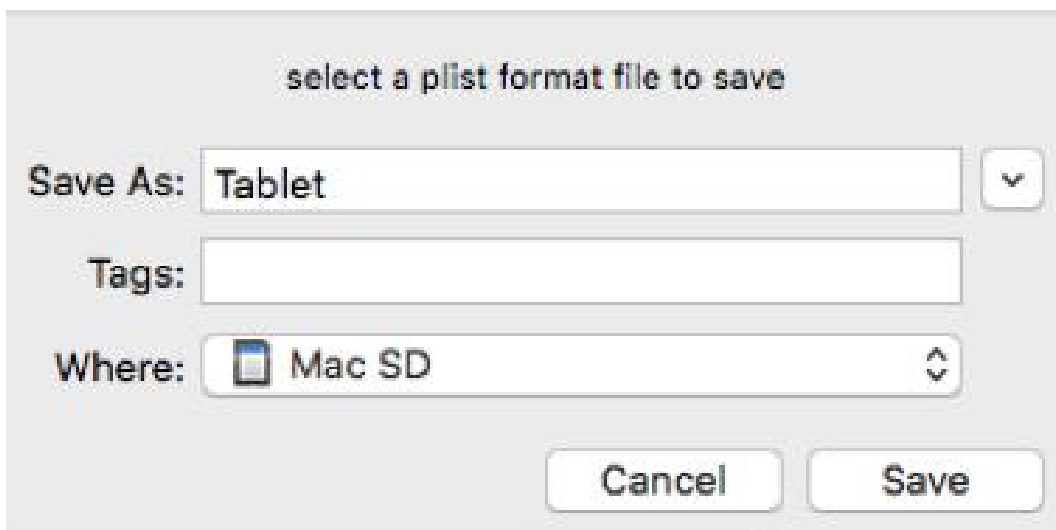 select a plist format file to save
Save As: Tablet
Tags:
Where: Mac SD
Cancel Save